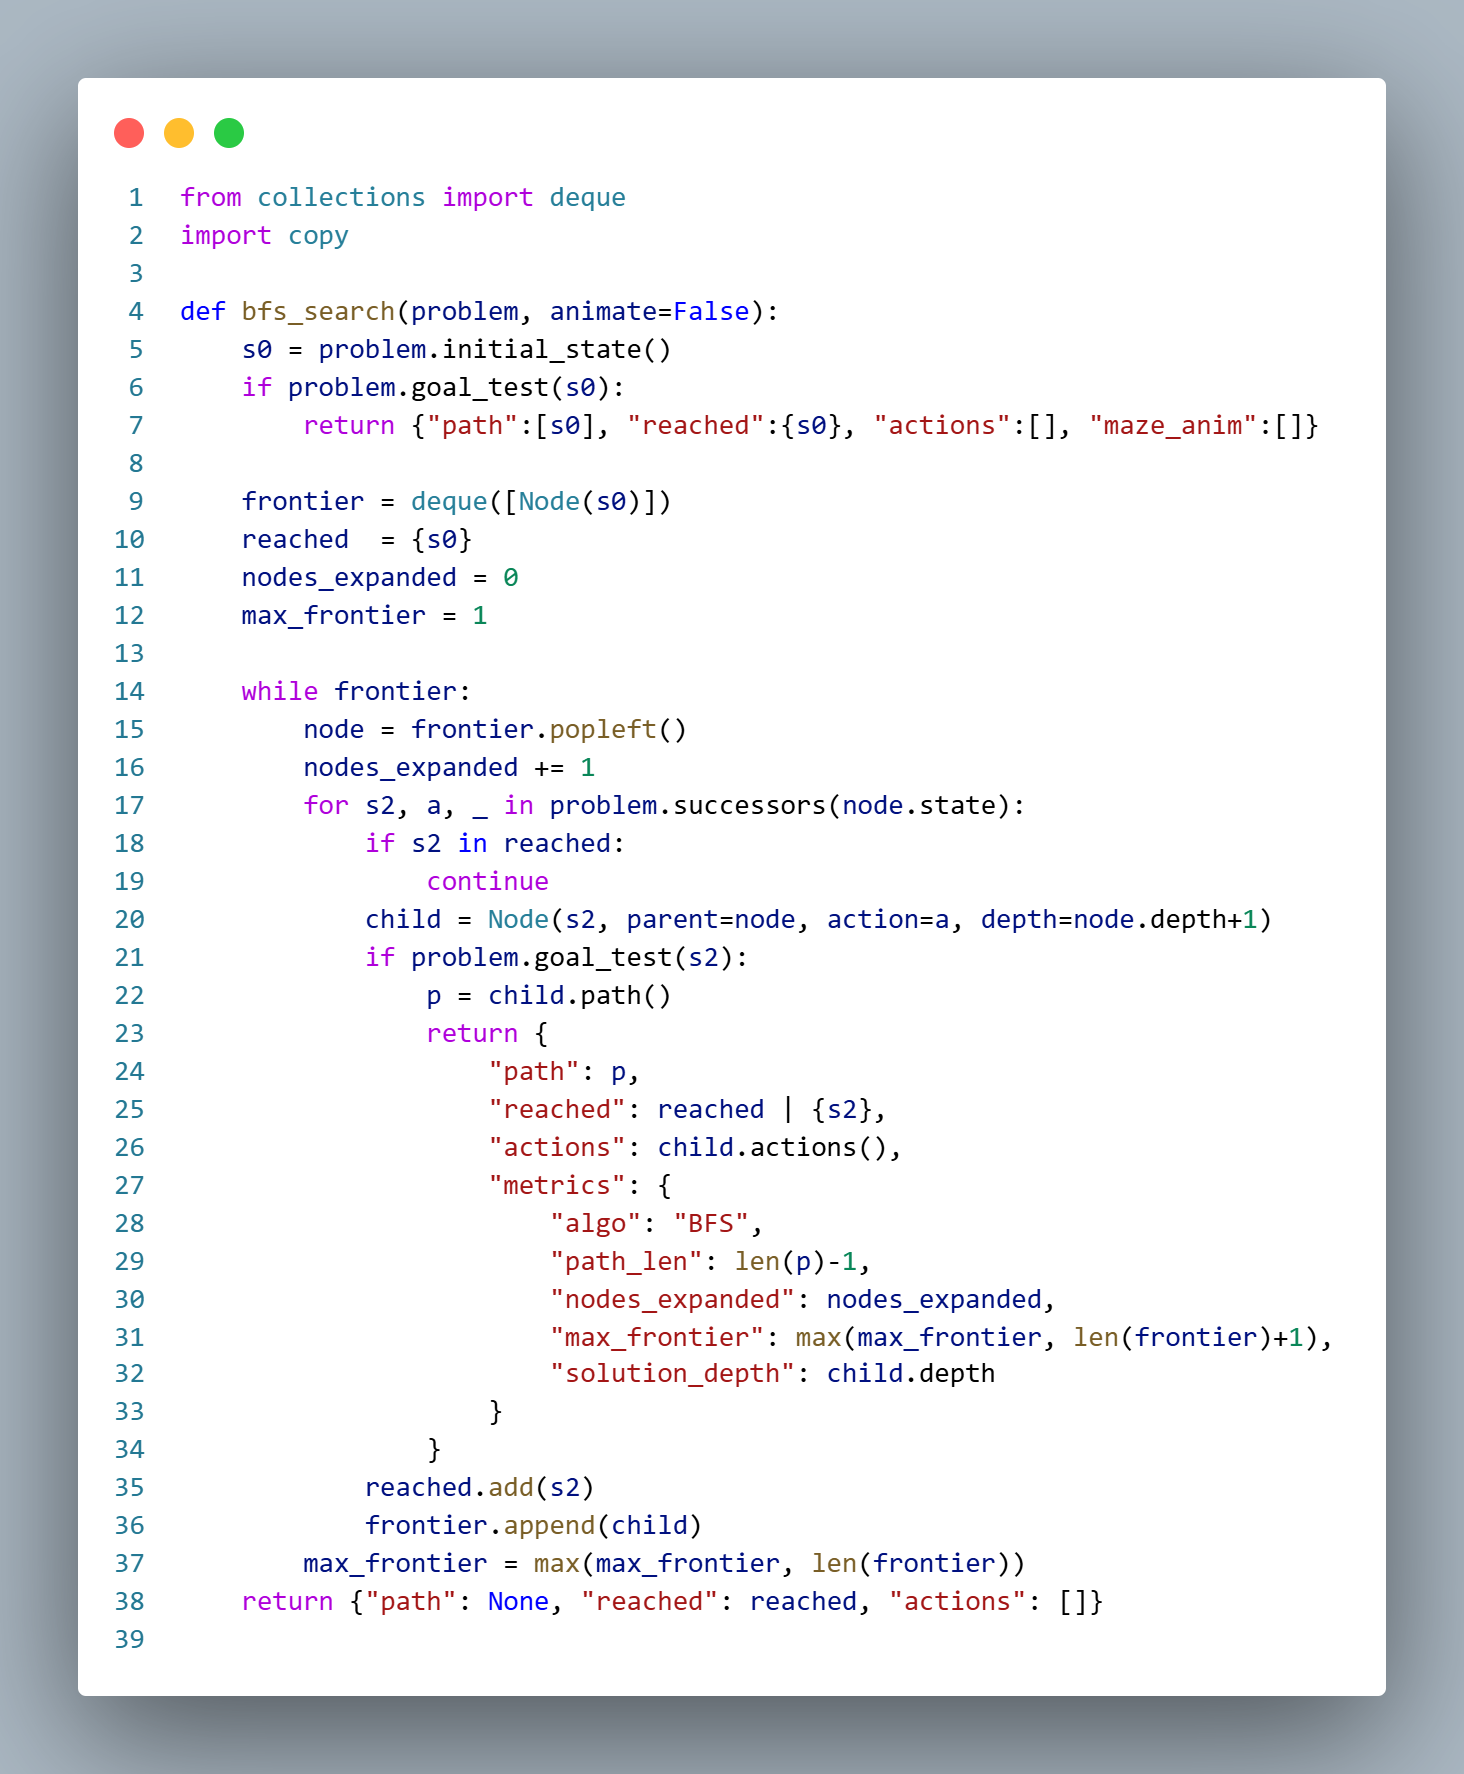 1 from collections import deque
2 import copy
3
4 def bfs_search(problem, animate=False):
5     s0 = problem.initial_state()
6     if problem.goal_test(s0):
7         return {"path":[s0], "reached":{s0}, "actions":[], "maze_anim":[]}
8
9     frontier = deque([Node(s0)])
10     reached  = {s0}
11     nodes_expanded = 0
12     max_frontier = 1
13
14     while frontier:
15         node = frontier.popleft()
16         nodes_expanded += 1
17         for s2, a, _ in problem.successors(node.state):
18             if s2 in reached:
19                 continue
20             child = Node(s2, parent=node, action=a, depth=node.depth+1)
21             if problem.goal_test(s2):
22                 p = child.path()
23                 return {
24                     "path": p,
25                     "reached": reached | {s2},
26                     "actions": child.actions(),
27                     "metrics": {
28                         "algo": "BFS",
29                         "path_len": len(p)-1,
30                         "nodes_expanded": nodes_expanded,
31                         "max_frontier": max(max_frontier, len(frontier)+1),
32                         "solution_depth": child.depth
33                     }
34                 }
35             reached.add(s2)
36             frontier.append(child)
37         max_frontier = max(max_frontier, len(frontier))
38     return {"path": None, "reached": reached, "actions": []}
39